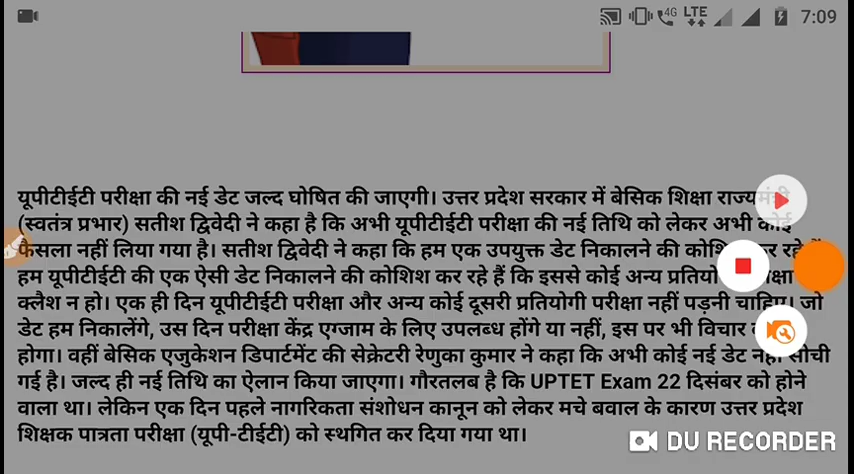 4G LTE 7:09
यूपीटीईटी परीक्षा की नई डेट जल्द घोषित की जाएगी। उत्तर प्रदेश सरकार में बेसिक शिक्षा राज्यमंत्री
(स्वतंत्र प्रभार) सतीश द्विवेदी ने कहा है कि अभी यूपीटीईटी परीक्षा की नई तिथि को लेकर अभी कोई
फैसला नहीं लिया गया है। सतीश द्विवेदी ने कहा कि हम एक उपयुक्त डेट निकालने की कोशिश कर रहे हैं
हम यूपीटीईटी की एक ऐसी डेट निकालने की कोशिश कर रहे हैं कि इससे कोई अन्य
क्लैश न हो। एक ही दिन यूपीटीईटी परीक्षा और अन्य कोई दूसरी प्रतियोगी परीक्षा नहीं पड़नी चाहिए। जो
डेट हम निकालेंगे, उस दिन परीक्षा केंद्र एग्जाम के लिए उपलब्ध होंगे या नहीं, इस पर भी विचार
होगा। वहीं बेसिक एजुकेशन डिपार्टमेंट की सेक्रेटरी रेणुका कुमार ने कहा कि अभी कोई नई डेट नहीं सोची
गई है। जल्द ही नई तिथि का ऐलान किया जाएगा। गौरतलब है कि UPTET Exam 22 दिसंबर को होने
वाला था। लेकिन एक दिन पहले नागरिकता संशोधन कानून को लेकर मचे बवाल के कारण उत्तर प्रदेश
शिक्षक पात्रता परीक्षा (यूपी-टीईटी) को स्थगित कर दिया गया था।
DU RECORDER